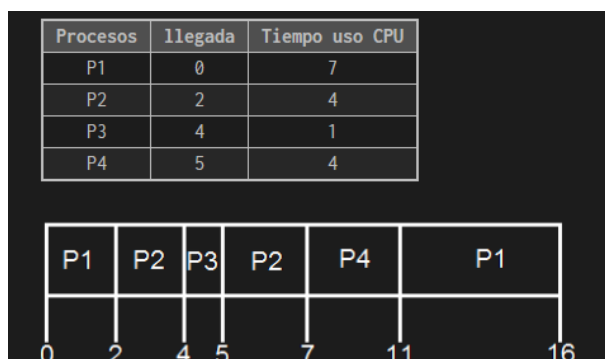 Procesos llegada Tiempo uso CPU
P1 0 7
P2 2 4
P3 4 1
P4 5 4
P1 P2 P3 P2 P4 P1
0 2 4 5 7 11 16